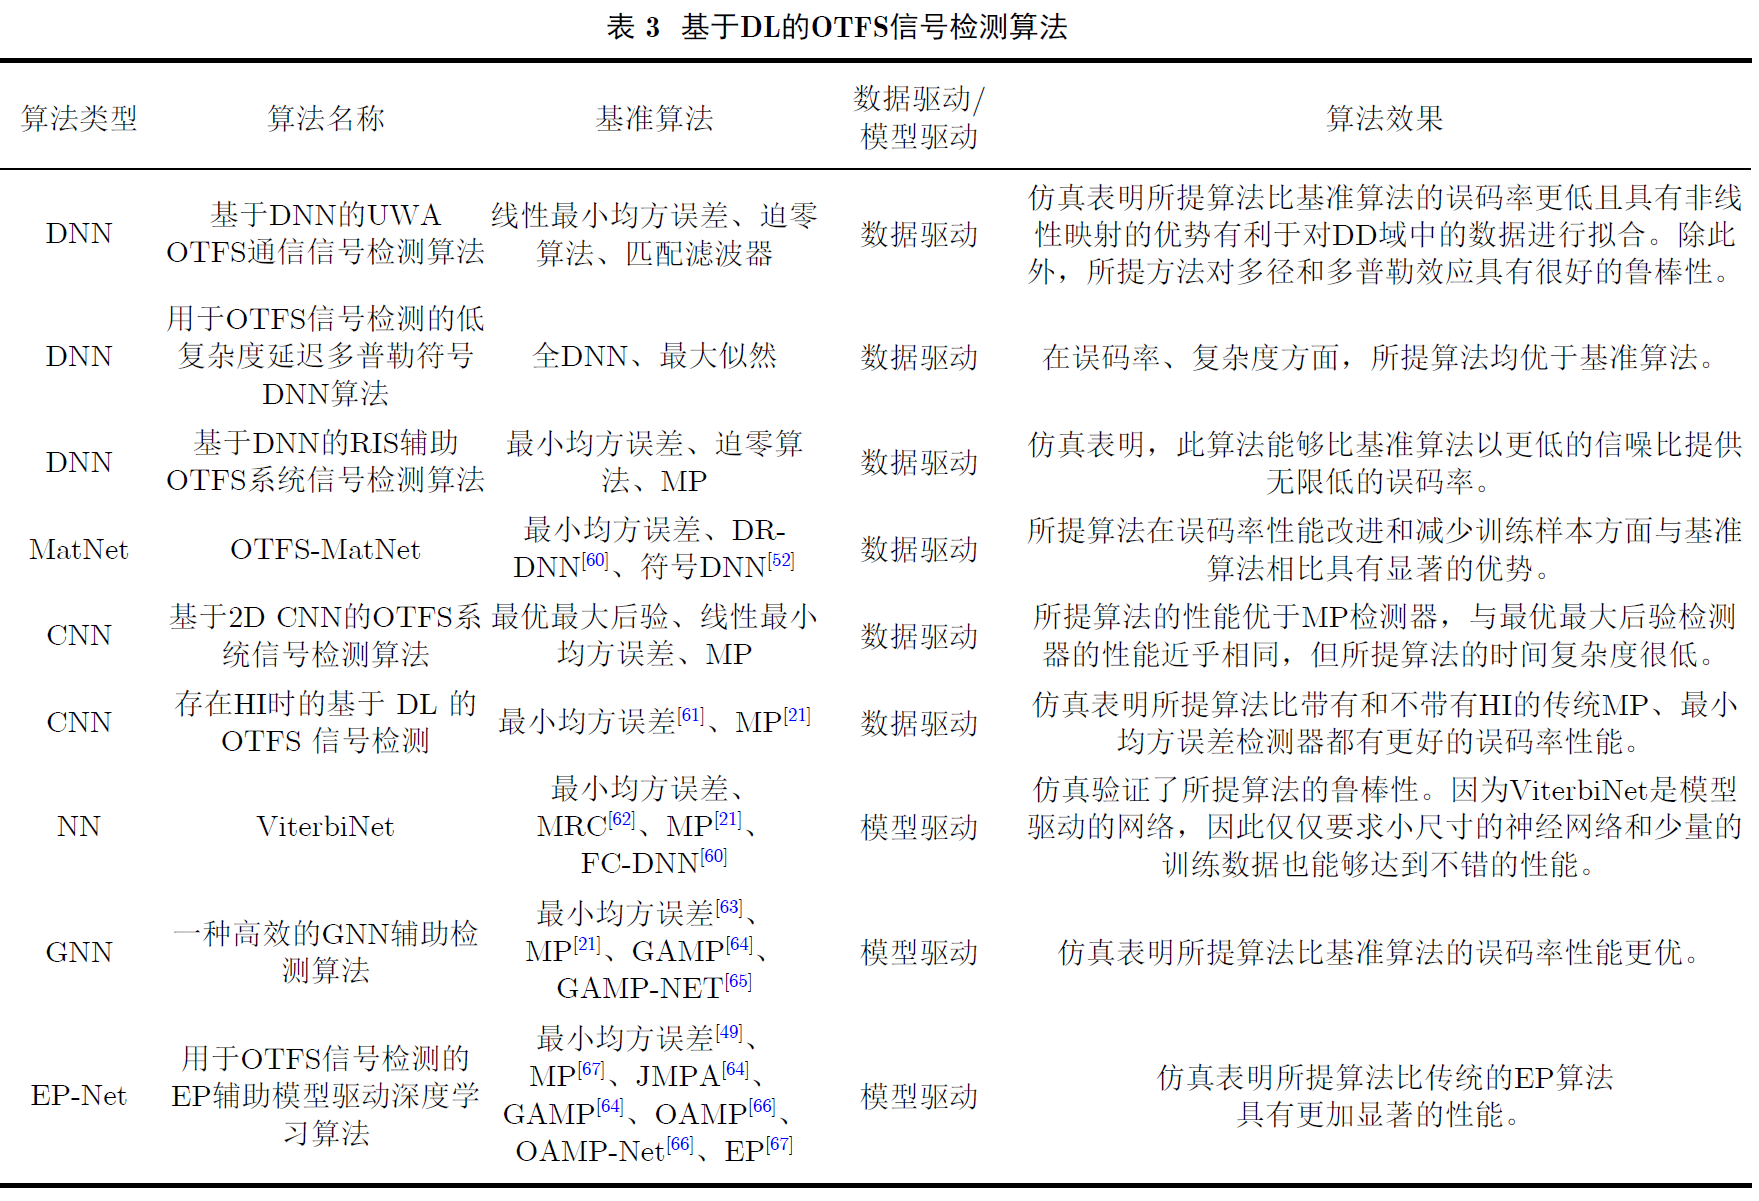 表 3 基于DL的OTFS信号检测算法
算法类型
算法名称
基准算法
数据驱动/
模型驱动
算法效果
DNN
基于DNN的UWA
OTFS通信信号检测算法
线性最小均方误差、迫零
算法、匹配滤波器
数据驱动
仿真表明所提算法比基准算法的误码率更低且具有非线
性映射的优势有利于对DD域中的数据进行拟合。除此
外，所提方法对多径和多普勒效应具有很好的鲁棒性。
DNN
用于OTFS信号检测的低
复杂度延迟多普勒符号
DNN算法
全DNN、最大似然
数据驱动
在误码率、复杂度方面，所提算法均优于基准算法。
DNN
基于DNN的RIS辅助
OTFS系统信号检测算法
最小均方误差、迫零算
法、MP
数据驱动
仿真表明，此算法能够比基准算法以更低的信噪比提供
无限低的误码率。
MatNet
OTFS-MatNet
最小均方误差、DR-
DNN[60]、符号DNN[52]
数据驱动
所提算法在误码率性能改进和减少训练样本方面与基准
算法相比具有显著的优势。
CNN
基于2D CNN的OTFS系
统信号检测算法
最优最大后验、线性最小
均方误差、MP
数据驱动
所提算法的性能优于MP检测器，与最优最大后验检测
器的性能近乎相同，但所提算法的时间复杂度很低。
CNN
存在HI时的基于 DL 的
OTFS 信号检测
最小均方误差[61]、MP[21]
数据驱动
仿真表明所提算法比带有和不带有HI的传统MP、最小
均方误差检测器都有更好的误码率性能。
NN
ViterbiNet
最小均方误差、
MRC[62]、MP[21]、
FC-DNN[60]
模型驱动
仿真验证了所提算法的鲁棒性。因为ViterbiNet是模型
驱动的网络，因此仅仅要求小尺寸的神经网络和少量的
训练数据也能够达到不错的性能。
GNN
一种高效的GNN辅助检
测算法
最小均方误差[63]、
MP[21]、GAMP[64]、
GAMP-NET[65]
模型驱动
仿真表明所提算法比基准算法的误码率性能更优。
EP-Net
用于OTFS信号检测的
EP辅助模型驱动深度学
习算法
最小均方误差[49]、
MP[67]、JMPA[64]、
GAMP[64]、OAMP[66]、
OAMP-Net[66]、EP[67]
模型驱动
仿真表明所提算法比传统的EP算法
具有更加显著的性能。